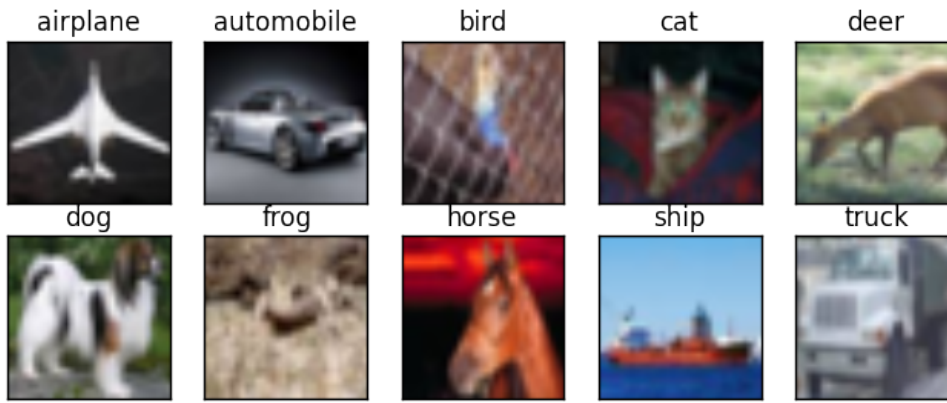 airplane automobile bird cat deer
dog frog horse ship truck